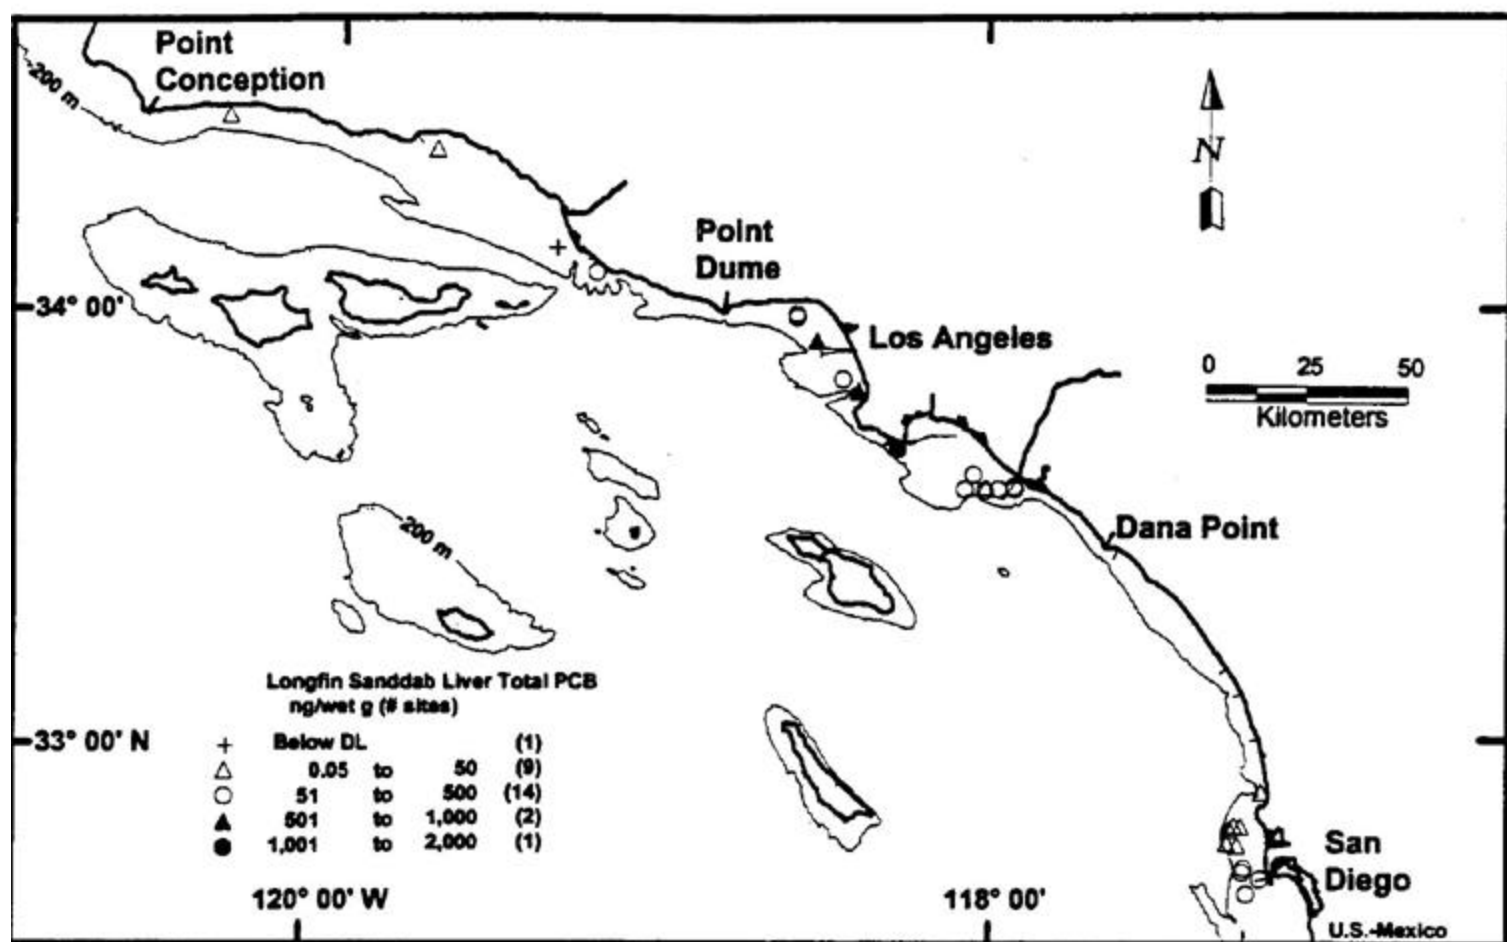 Point
Conception
200 m
N
Point
Dume
34° 00'
Los Angeles
0 25 50
Kilometers
200 m
Dana Point
Longfin Sanddab Liver Total PCB
ng/wet g (# sites)
33° 00' N
+ Below DL (1)
△ 0.05 to 50 (9)
○ 51 to 500 (14)
▲ 501 to 1,000 (2)
● 1,001 to 2,000 (1)
San
Diego
120° 00' W
118° 00'
U.S.-Mexico